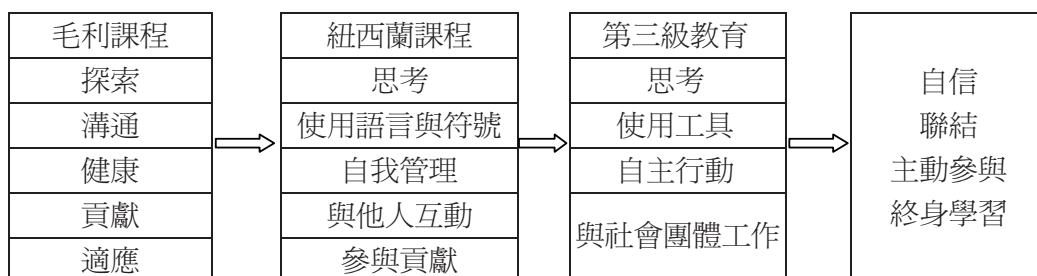 毛利課程
探索
溝通
健康
貢獻
適應
紐西蘭課程
思考
使用語言與符號
自我管理
與他人互動
參與貢獻
第三級教育
思考
使用工具
自主行動
與社會團體工作
自信
聯結
主動參與
終身學習